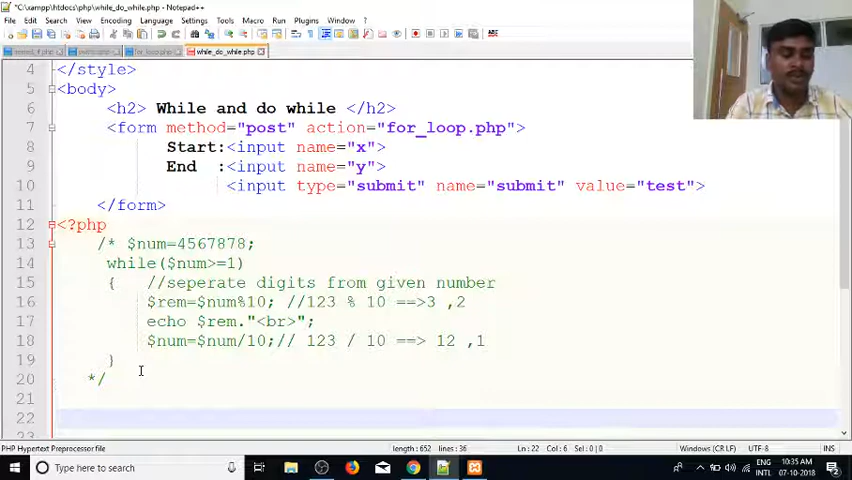 *C:\xampp\htdocs\php\while_do_while.php - Notepad++
File Edit Search View Encoding Language Settings Tools Macro Run Plugins Window ?
for_loop.php while_do_while.php
4 </style>
5 <body>
6 <h2> While and do while </h2>
7 <form method="post" action="for_loop.php">
8 Start:<input name="x">
9 End :<input name="y">
10 <input type="submit" name="submit" value="test">
11 </form>
12 <?php
13 /* $num=4567878;
14 while($num>=1)
15 { //seperate digits from given number
16 $rem=$num%10; //123 % 10 ==>3 ,2
17 echo $rem."<br>";
18 $num=$num/10;// 123 / 10 ==> 12 ,1
19 }
20 */
21
22
23
PHP Hypertext Preprocessor file length : 652 lines : 36 Ln : 22 Col : 6 Sel : 0 | 0 Windows (CR LF) UTF-8 INS
Type here to search ENG 10:35 AM
INTL 07-10-2018